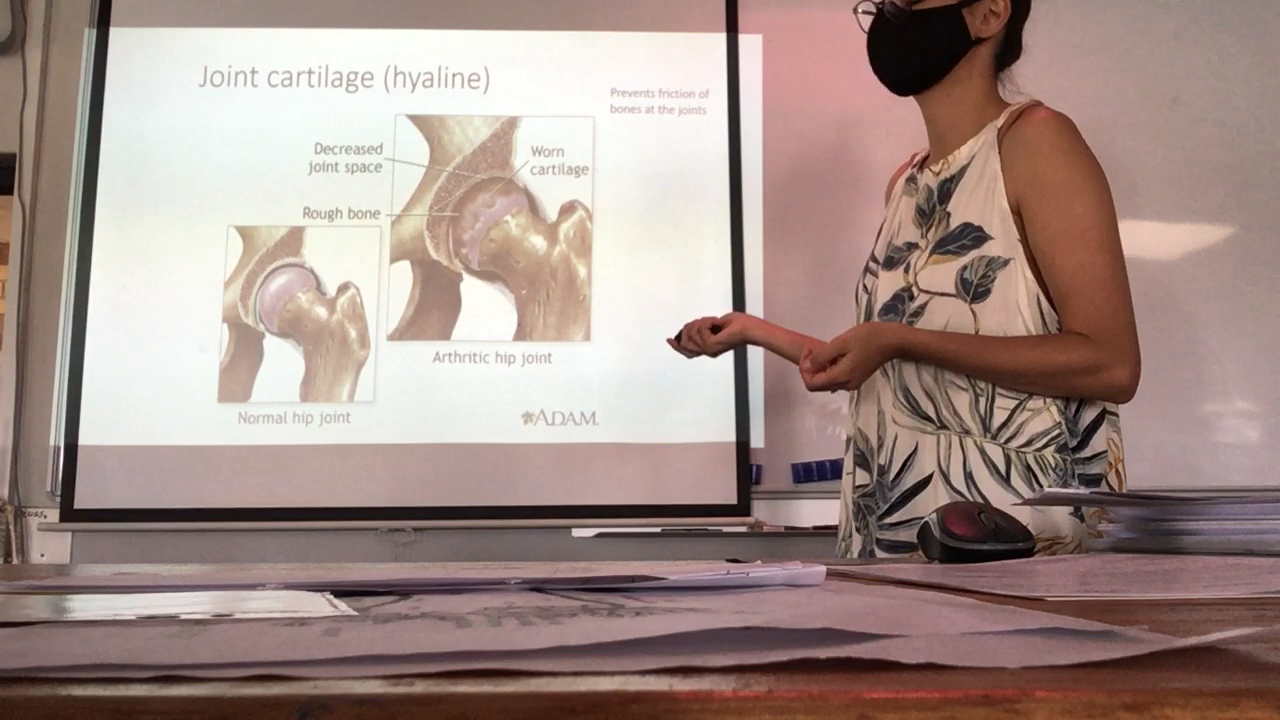 Joint cartilage (hyaline)
Prevents friction of
bones at the joints
Decreased
joint space
Worn
cartilage
Rough bone
Arthritic hip joint
Normal hip joint
ADAM.